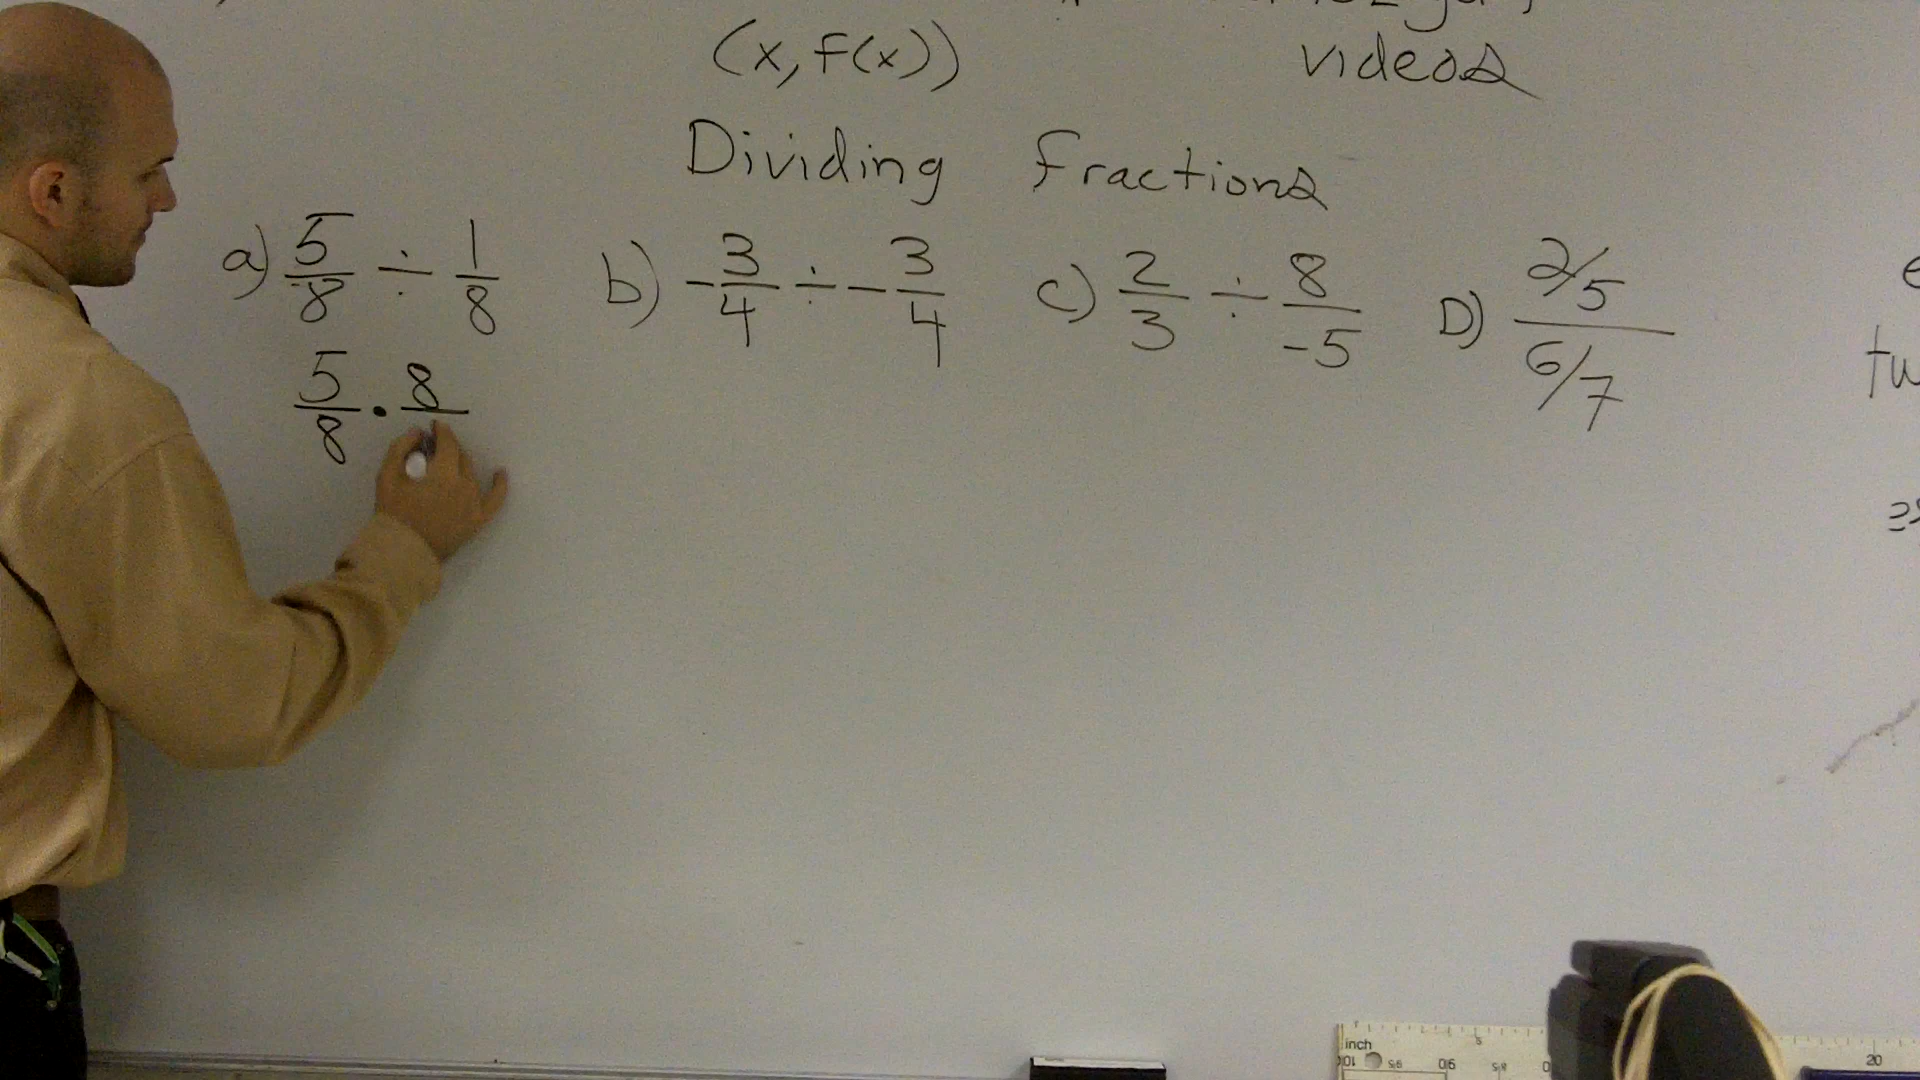 (x, f(x))
videos
Dividing fractions
a) 5/8 ÷ 1/8
b) -3/4 ÷ -3/4
c) 2/3 ÷ 8/-5
D) 2/5 / 6/7
5/8 · 8/
inch
20